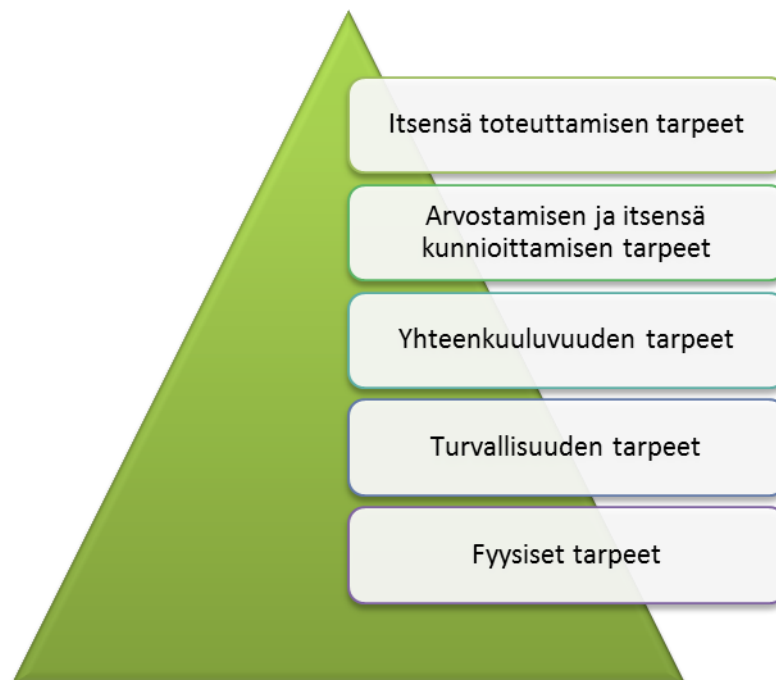 Itsensä toteuttamisen tarpeet
Arvostamisen ja itsensä
kunnioittamisen tarpeet
Yhteenkuuluvuuden tarpeet
Turvallisuuden tarpeet
Fyysiset tarpeet